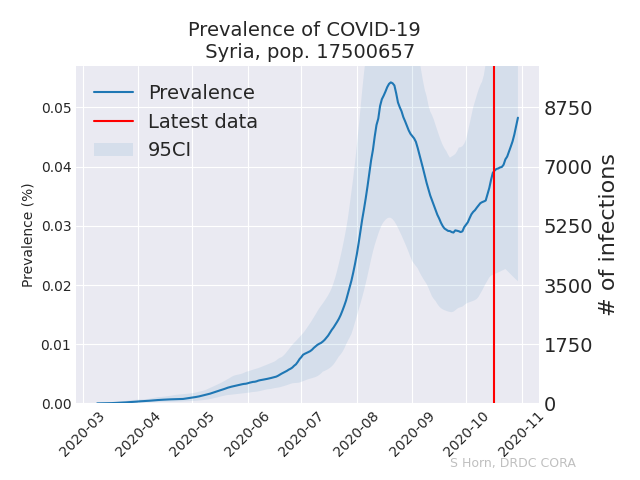 Prevalence of COVID-19
Syria, pop. 17500657
Prevalence
Latest data
95CI
Prevalence (%)
0.05
0.04
0.03
0.02
0.01
0.00
8750
7000
5250
3500
1750
0
# of infections
2020-03
2020-04
2020-05
2020-06
2020-07
2020-08
2020-09
2020-10
2020-11
S Horn, DRDC CORA